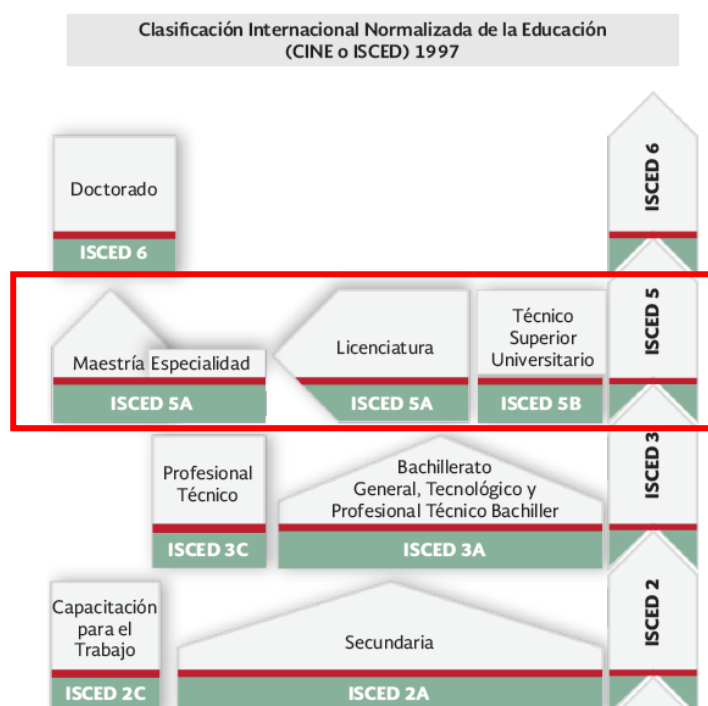 Clasificación Internacional Normalizada de la Educación
(CINE o ISCED) 1997
Doctorado
ISCED 6
ISCED 6
Maestría
Especialidad
ISCED 5A
Licenciatura
ISCED 5A
Técnico
Superior
Universitario
ISCED 5B
ISCED 5
Profesional
Técnico
ISCED 3C
Bachillerato
General, Tecnológico y
Profesional Técnico Bachiller
ISCED 3A
ISCED 3
Capacitación
para el
Trabajo
ISCED 2C
Secundaria
ISCED 2A
ISCED 2